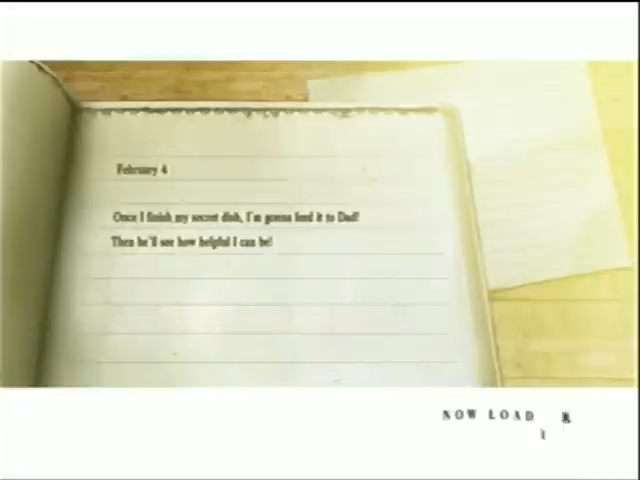 February 4
Once I finish my secret dish, I'm gonna feed it to Dad!
Then he'll see how helpful I can be!
NOW LOAD